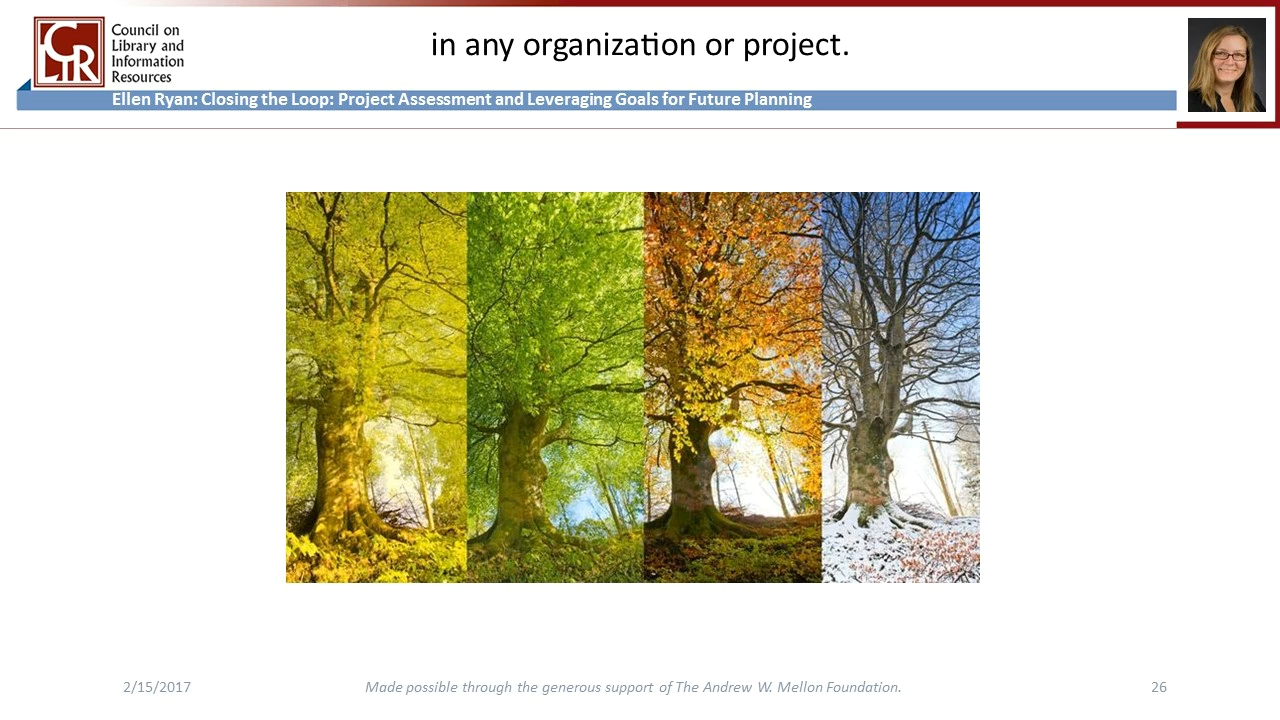 CLIR
Council on
Library and
Information
Resources
in any organization or project.
Ellen Ryan: Closing the Loop: Project Assessment and Leveraging Goals for Future Planning
2/15/2017
Made possible through the generous support of The Andrew W. Mellon Foundation.
26